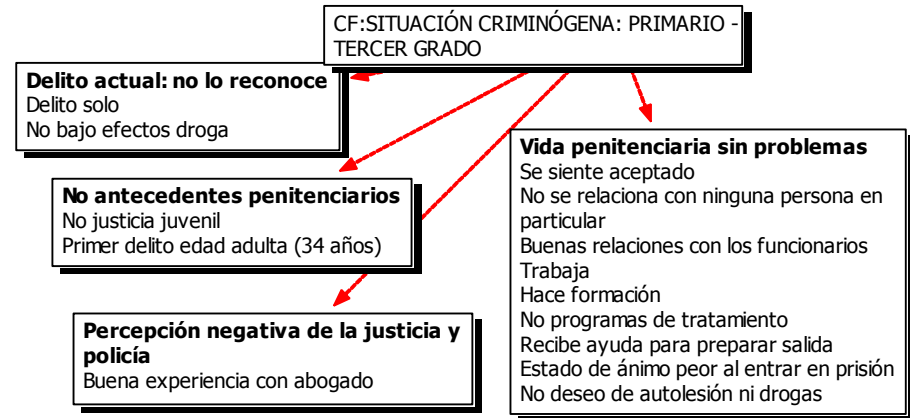 CF:SITUACIÓN CRIMINÓGENA: PRIMARIO -
TERCER GRADO
Delito actual: no lo reconoce
Delito solo
No bajo efectos droga
No antecedentes penitenciarios
No justicia juvenil
Primer delito edad adulta (34 años)
Percepción negativa de la justicia y
policía
Buena experiencia con abogado
Vida penitenciaria sin problemas
Se siente aceptado
No se relaciona con ninguna persona en
particular
Buenas relaciones con los funcionarios
Trabaja
Hace formación
No programas de tratamiento
Recibe ayuda para preparar salida
Estado de ánimo peor al entrar en prisión
No deseo de autolesión ni drogas